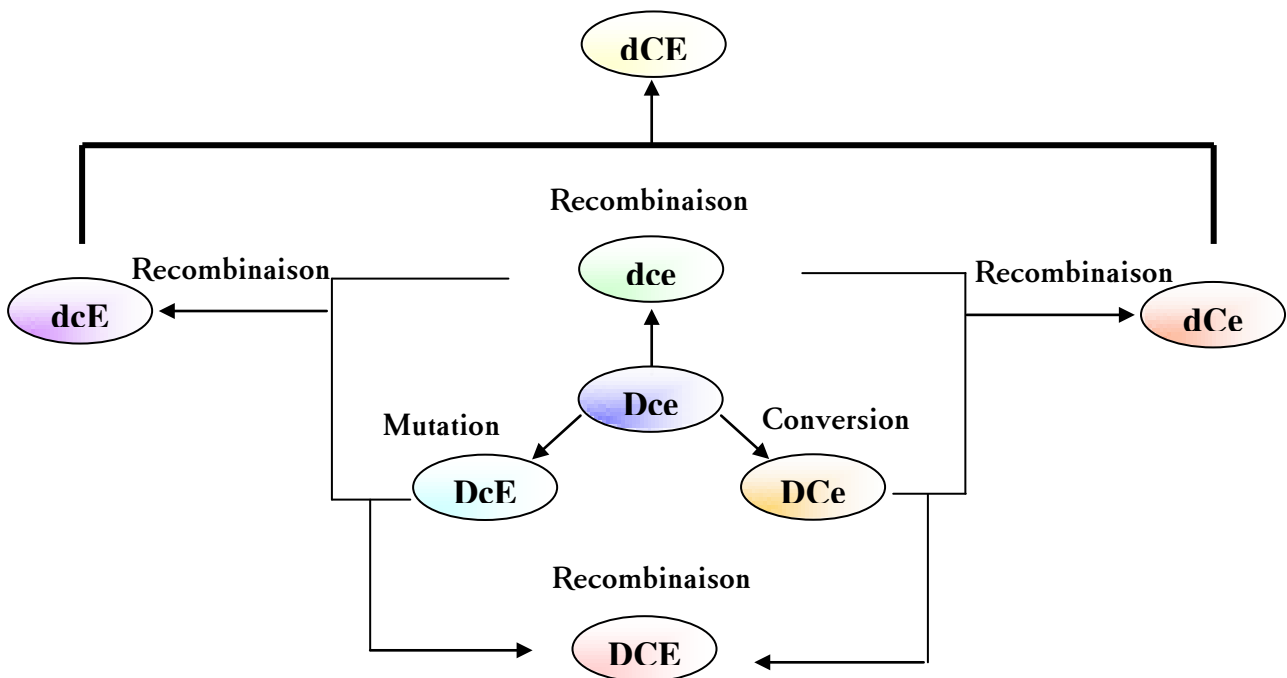 dCE
Recombinaison
Recombinaison
dce
Recombinaison
dcE
dCe
Dce
Mutation
Conversion
DcE
DCe
Recombinaison
DCE